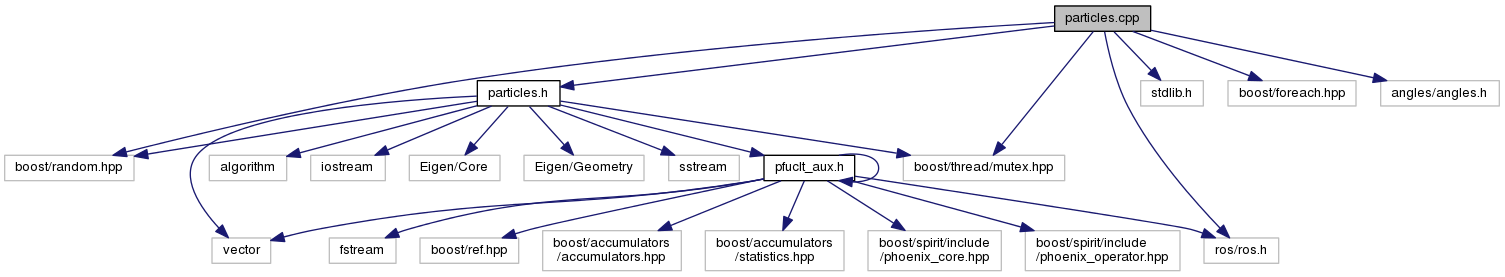 particles.cpp
particles.h
stdlib.h
boost/foreach.hpp
angles/angles.h
boost/random.hpp
algorithm
iostream
Eigen/Core
Eigen/Geometry
sstream
pfuclt_aux.h
boost/thread/mutex.hpp
vector
fstream
boost/ref.hpp
boost/accumulators
/accumulators.hpp
boost/accumulators
/statistics.hpp
boost/spirit/include
/phoenix_core.hpp
boost/spirit/include
/phoenix_operator.hpp
ros/ros.h